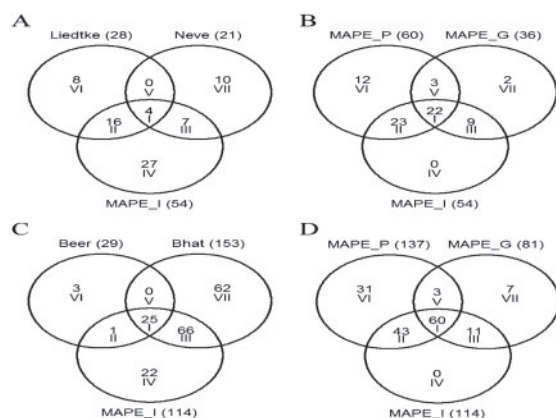 A
Liedtke (28) Neve (21)
8 0 10
VI V VII
4
I
16 7
II III
27
IV
MAPE_I (54)
B
MAPE_P (60) MAPE_G (36)
12 3 2
VI V VII
22
I
23 9
II III
0
IV
MAPE_I (54)
C
Beer (29) Bhat (153)
3 0 62
VI V VII
25
I
1 66
II III
22
IV
MAPE_I (114)
D
MAPE_P (137) MAPE_G (81)
31 3 7
VI V VII
60
I
43 11
II III
0
IV
MAPE_I (114)